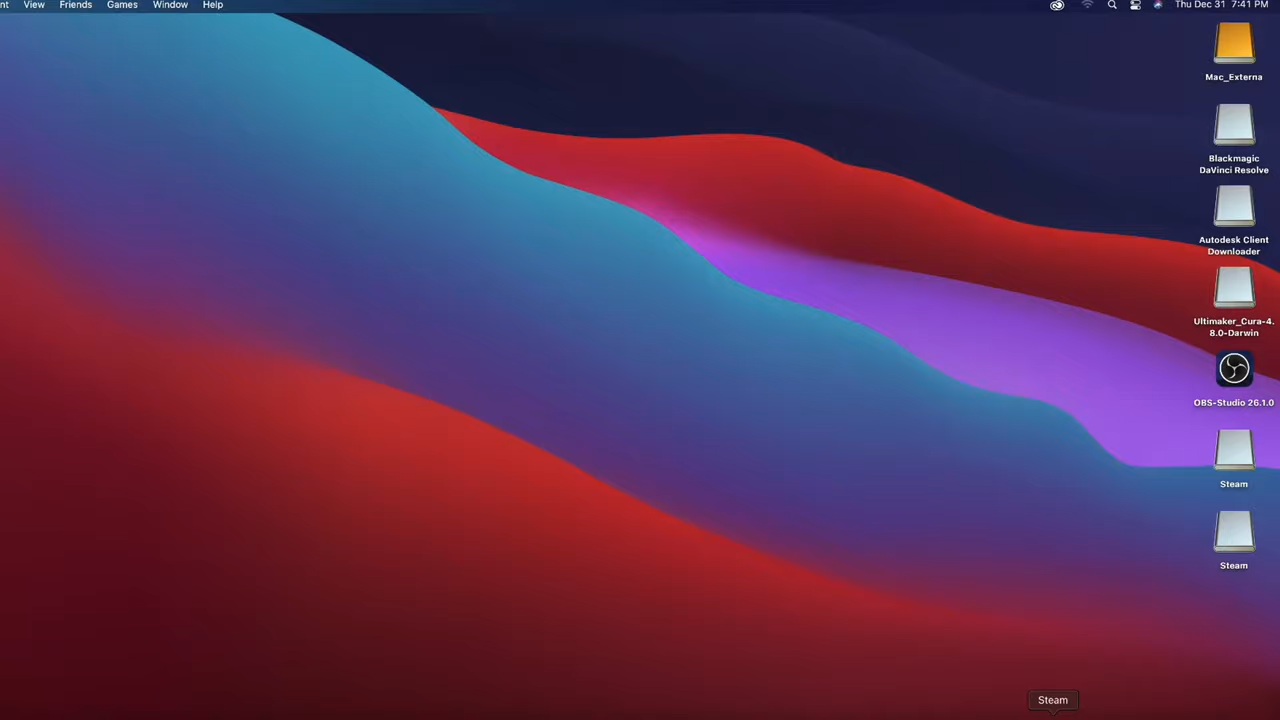 nt View Friends Games Window Help
Thu Dec 31 7:41 PM
Mac_Externa
Blackmagic
DaVinci Resolve
Autodesk Client
Downloader
Ultimaker_Cura-4.
8.0-Darwin
OBS-Studio 26.1.0
Steam
Steam
Steam